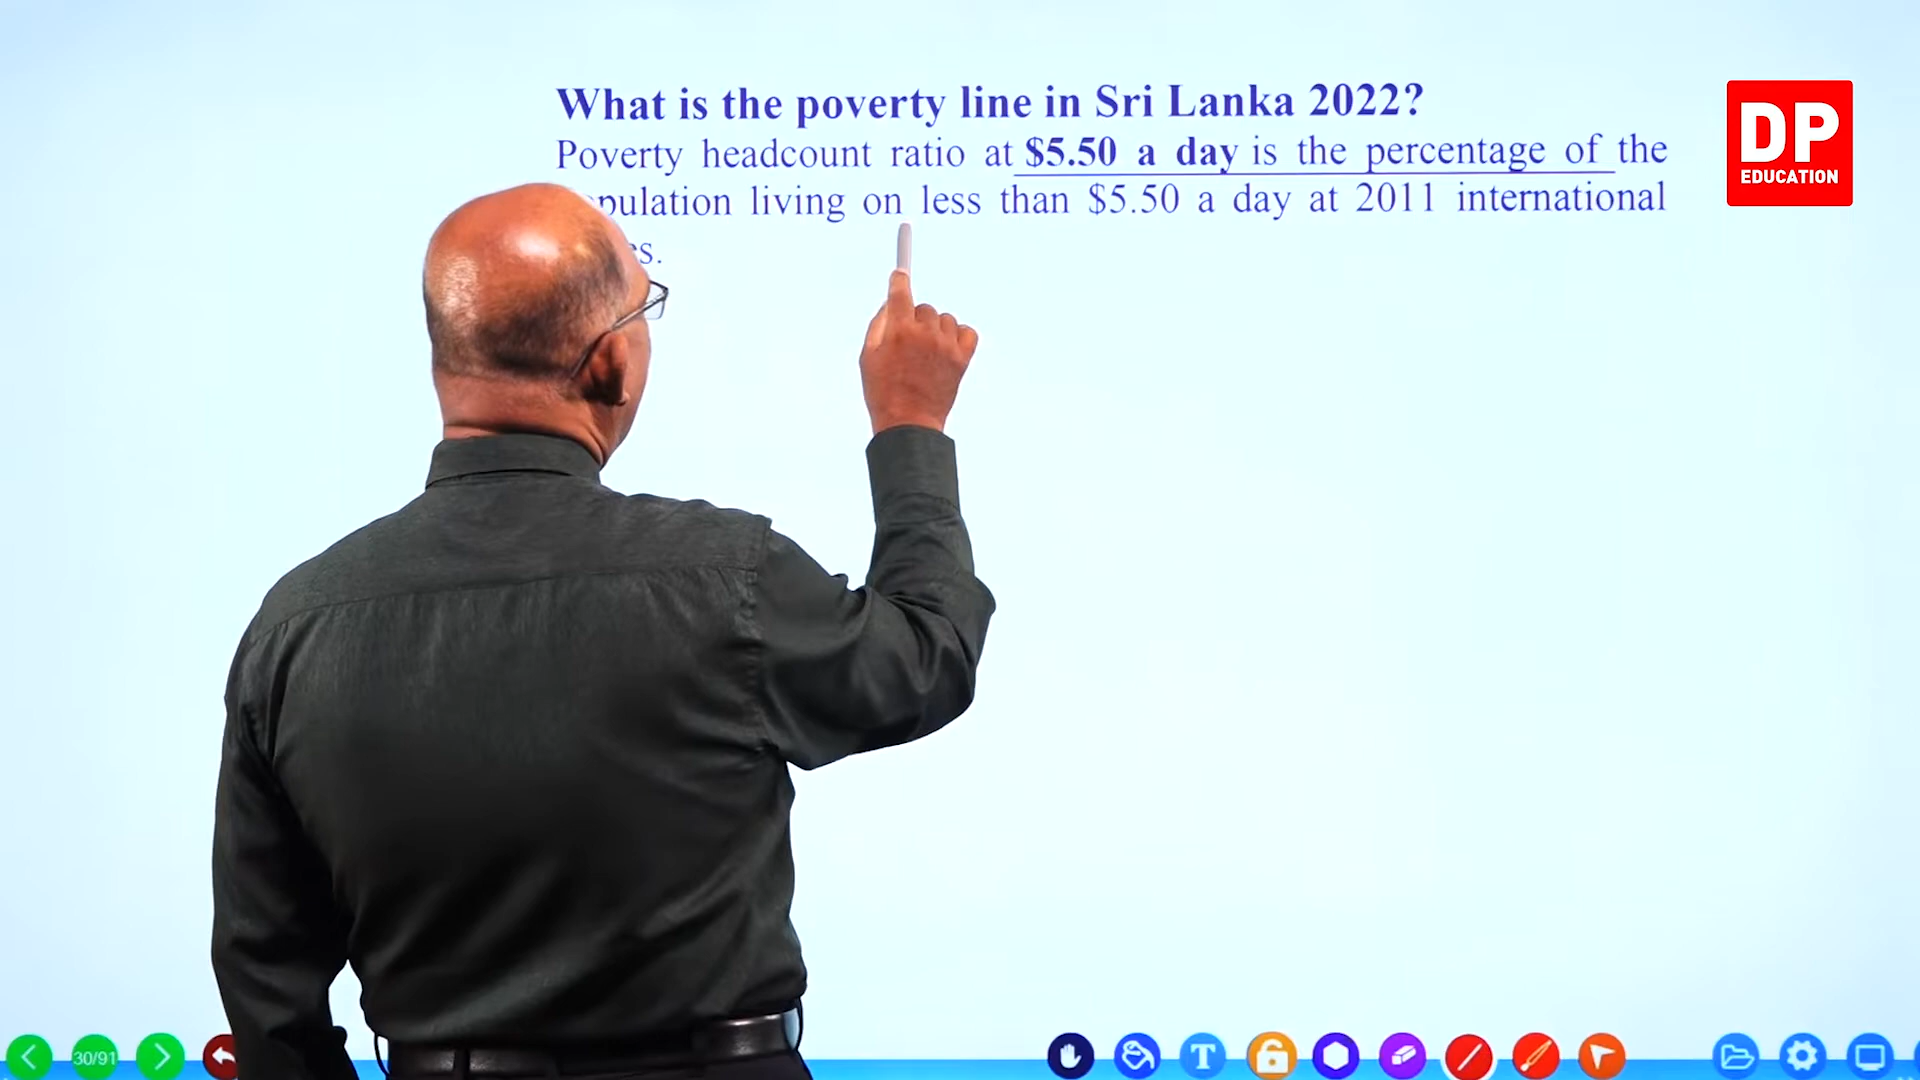 What is the poverty line in Sri Lanka 2022?
Poverty headcount ratio at $5.50 a day is the percentage of the
living on less than $5.50 a day at 2011 international
DP
EDUCATION
30/91
T